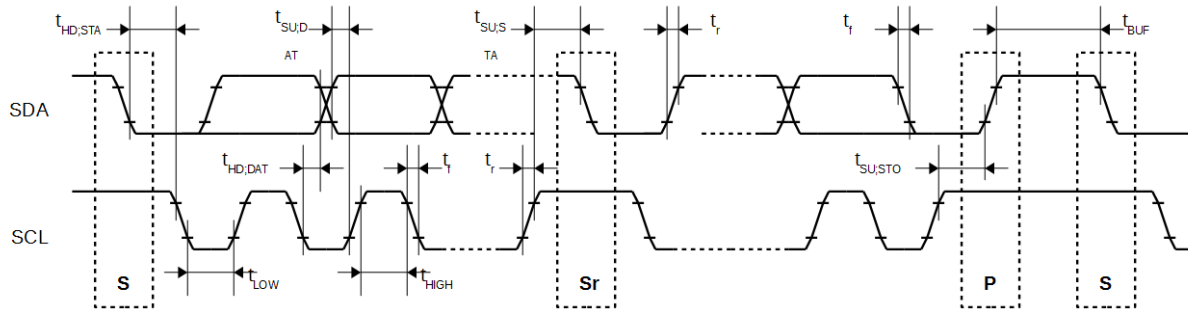 tHD;STA
tSU;D
AT
tSU;S
TA
tr
tf
tBUF
SDA
tHD;DAT
tf
tr
tSU;STO
SCL
tLOW
tHIGH
S
Sr
P
S